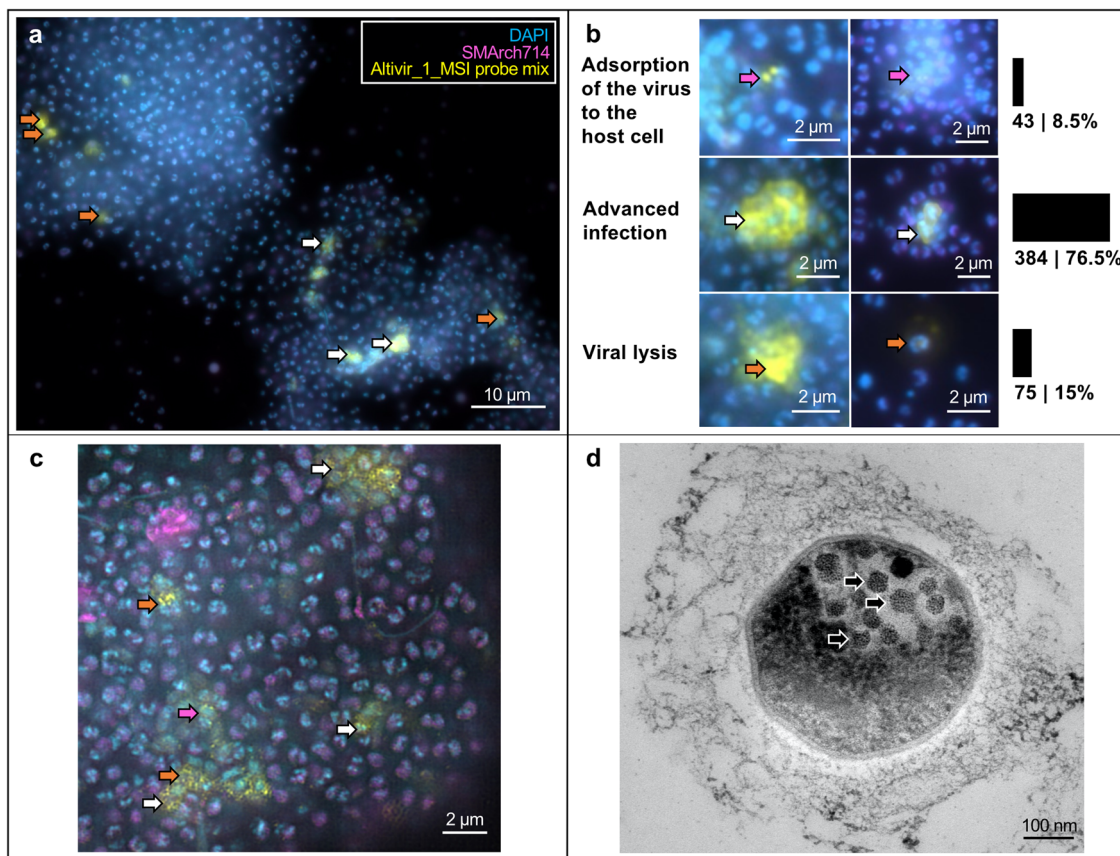 a
DAPI
SMArch714
Altivir_1_MSI probe mix
10 µm
b
Adsorption
of the virus
to the
host cell
2 µm
2 µm
43 | 8.5%
Advanced
infection
2 µm
2 µm
384 | 76.5%
Viral lysis
2 µm
2 µm
75 | 15%
c
2 µm
d
100 nm